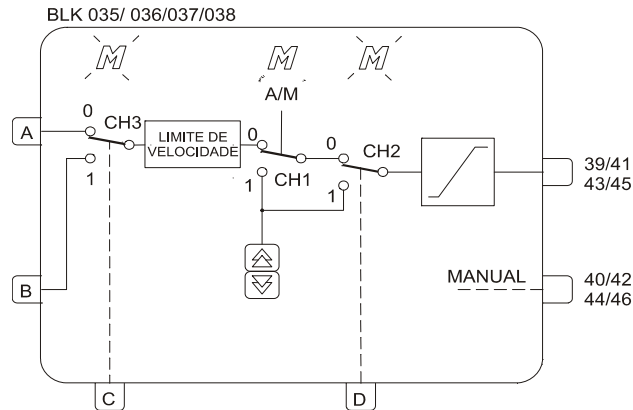 BLK 035/ 036/037/038
M M M
A/M
0
A
CH3
LIMITE DE
VELOCIDADE
0
0
CH2
1
1
CH1
1
39/41
43/45
B
MANUAL
40/42
44/46
C
D